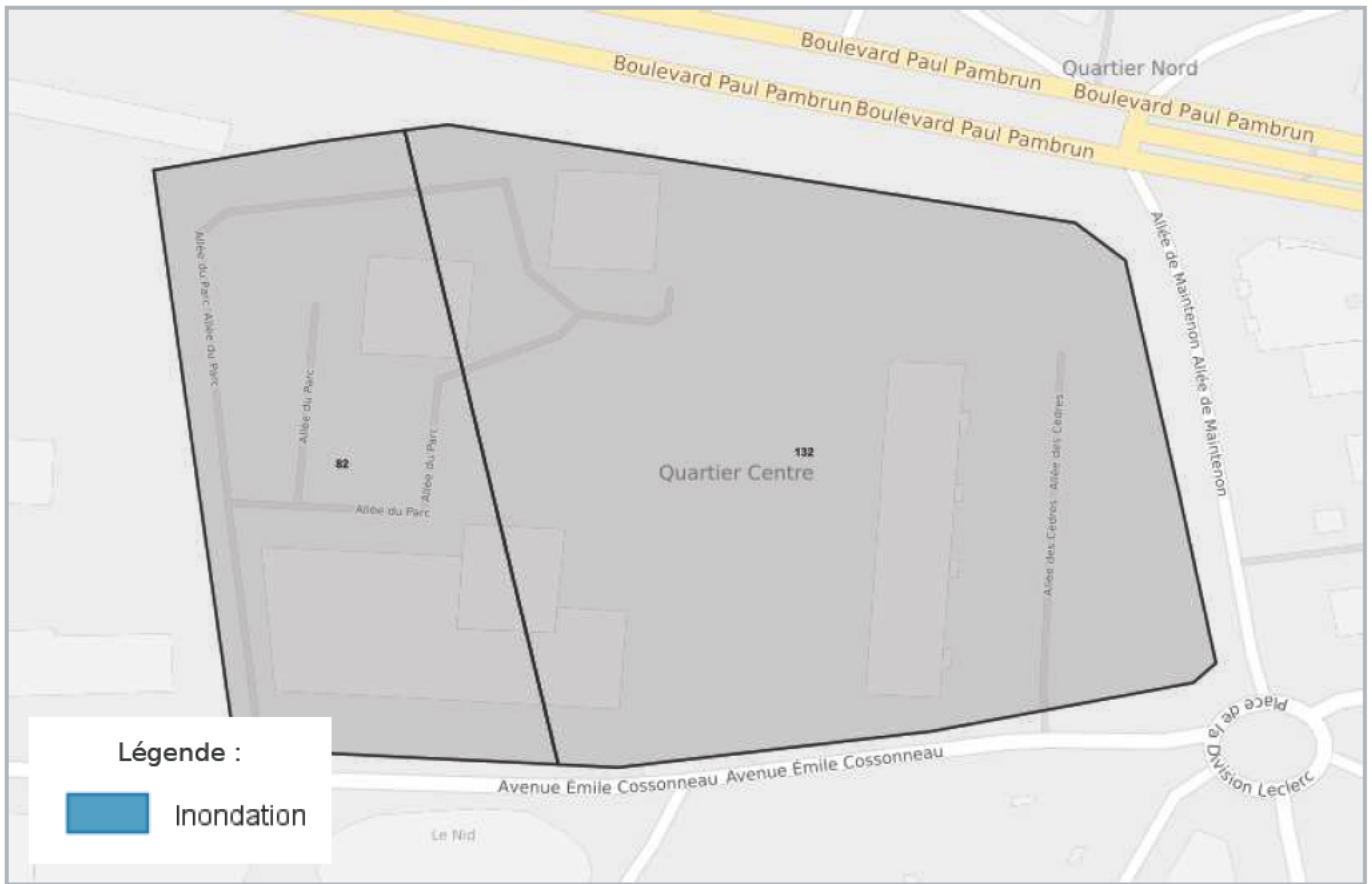 Boulevard Paul Pambrun
Quartier Nord
Boulevard Paul Pambrun
Boulevard Paul Pambrun
Boulevard Paul Pambrun
Allée de Maintenon
Allée de Maintenon
Allée du Parc
Allée du Parc
Allée du Parc
Allée du Parc
Allée du Parc
82
132
Quartier Centre
Allée des Cèdres
Allée des Cèdres
Place de la Division Leclerc
Avenue Émile Cossonneau
Avenue Émile Cossonneau
Le Nid
Légende :
Inondation